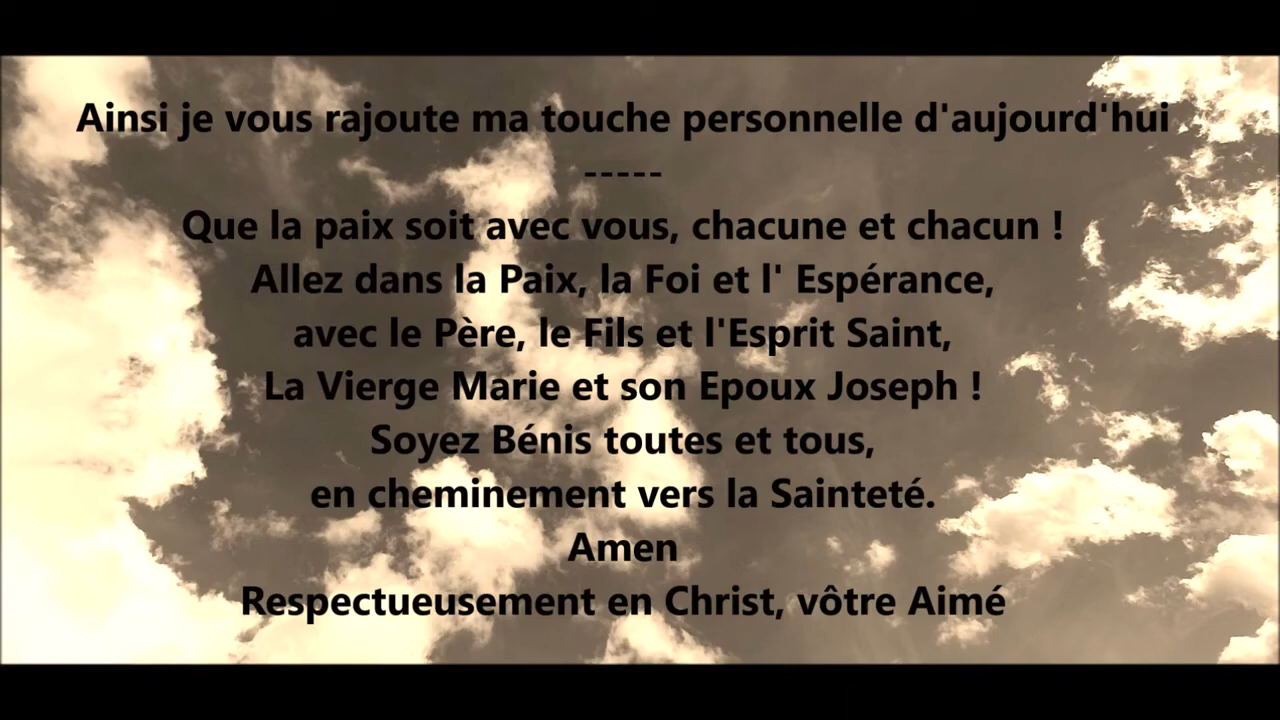 Ainsi je vous rajoute ma touche personnelle d'aujourd'hui
-----
Que la paix soit avec vous, chacune et chacun !
Allez dans la Paix, la Foi et l' Espérance,
avec le Père, le Fils et l'Esprit Saint,
La Vierge Marie et son Epoux Joseph !
Soyez Bénis toutes et tous,
en cheminement vers la Sainteté.
Amen
Respectueusement en Christ, vôtre Aimé